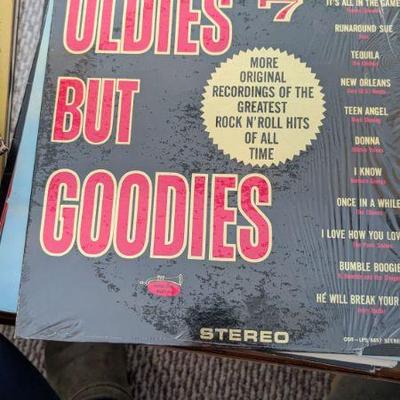 OLDIES 7
BUT
GOODIES
MORE
ORIGINAL
RECORDINGS OF THE
GREATEST
ROCK N'ROLL HITS
OF ALL
TIME
IT'S ALL IN THE GAME
RUNAROUND SUE
TEQUILA
NEW ORLEANS
TEEN ANGEL
DONNA
I KNOW
ONCE IN A WHILE
I LOVE HOW YOU LOV
BUMBLE BOOGIE
HE WILL BREAK YOUR
STEREO